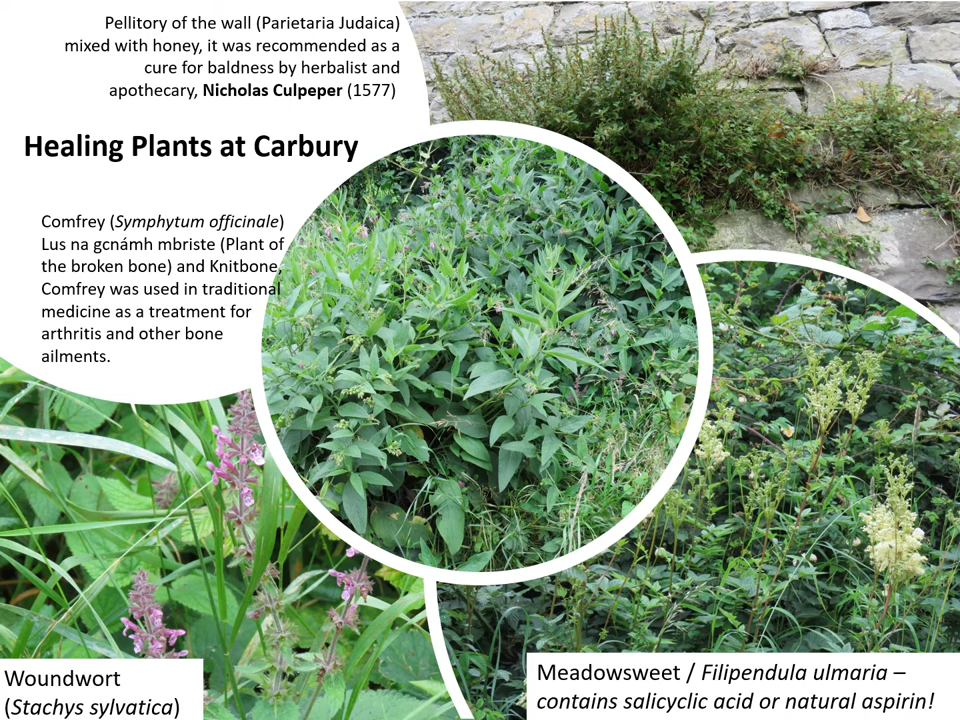 Pellitory of the wall (Parietaria Judaica)
mixed with honey, it was recommended as a
cure for baldness by herbalist and
apothecary, Nicholas Culpeper (1577)
Healing Plants at Carbury
Comfrey (Symphytum officinale)
Lus na gcnámh mbriste (Plant of
the broken bone) and Knitbone.
Comfrey was used in traditional
medicine as a treatment for
arthritis and other bone
ailments.
Woundwort
(Stachys sylvatica)
Meadowsweet / Filipendula ulmaria –
contains salicyclic acid or natural aspirin!